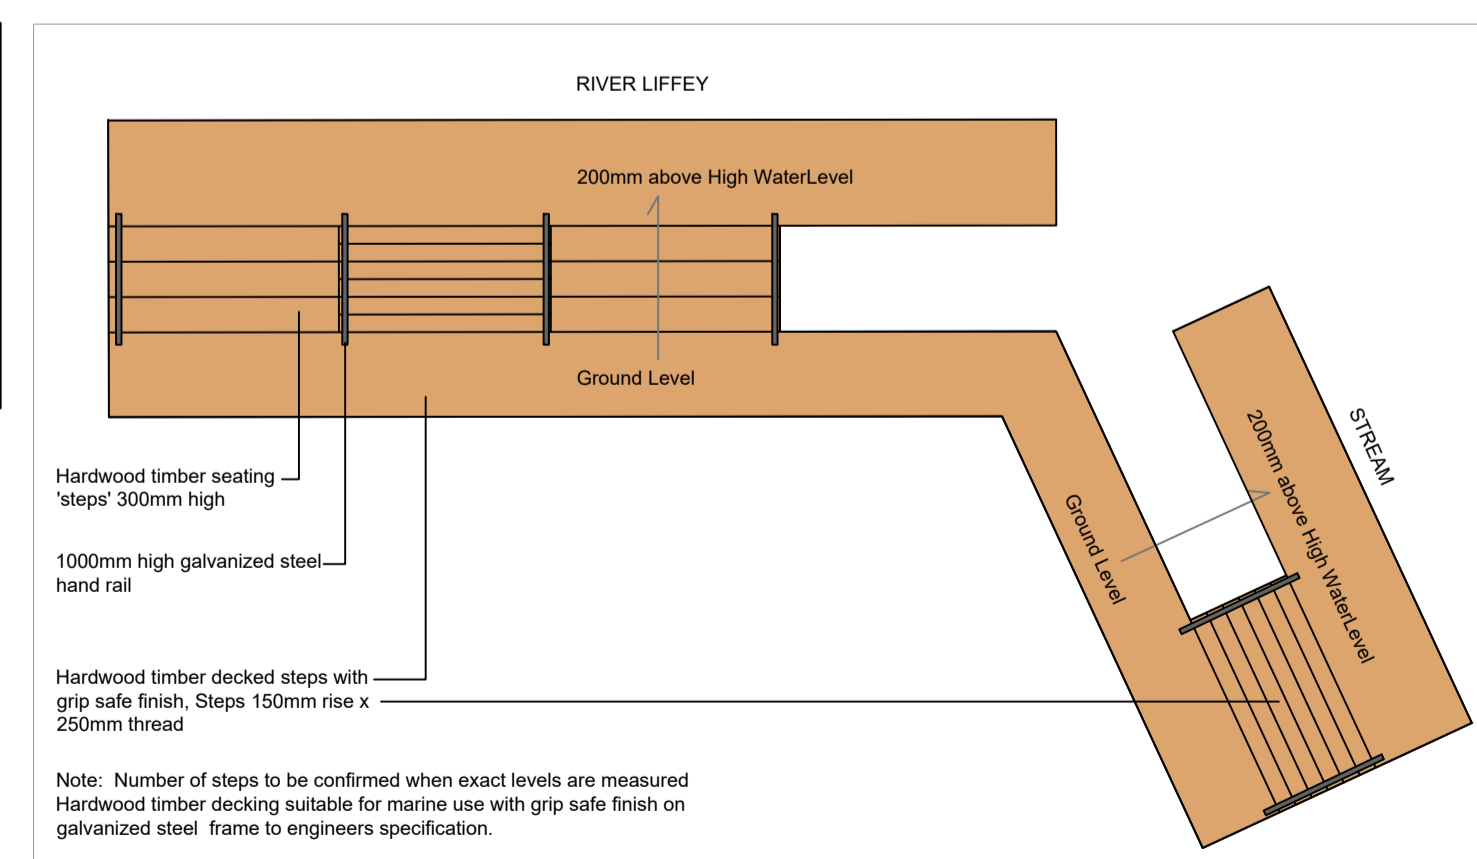 RIVER LIFFEY
200mm above High WaterLevel
Ground Level
Hardwood timber seating
'steps' 300mm high
1000mm high galvanized steel
hand rail
Hardwood timber decked steps with
grip safe finish, Steps 150mm rise x
250mm thread
Note:  Number of steps to be confirmed when exact levels are measured
Hardwood timber decking suitable for marine use with grip safe finish on
galvanized steel  frame to engineers specification.
Ground Level
200mm above High WaterLevel
STREAM